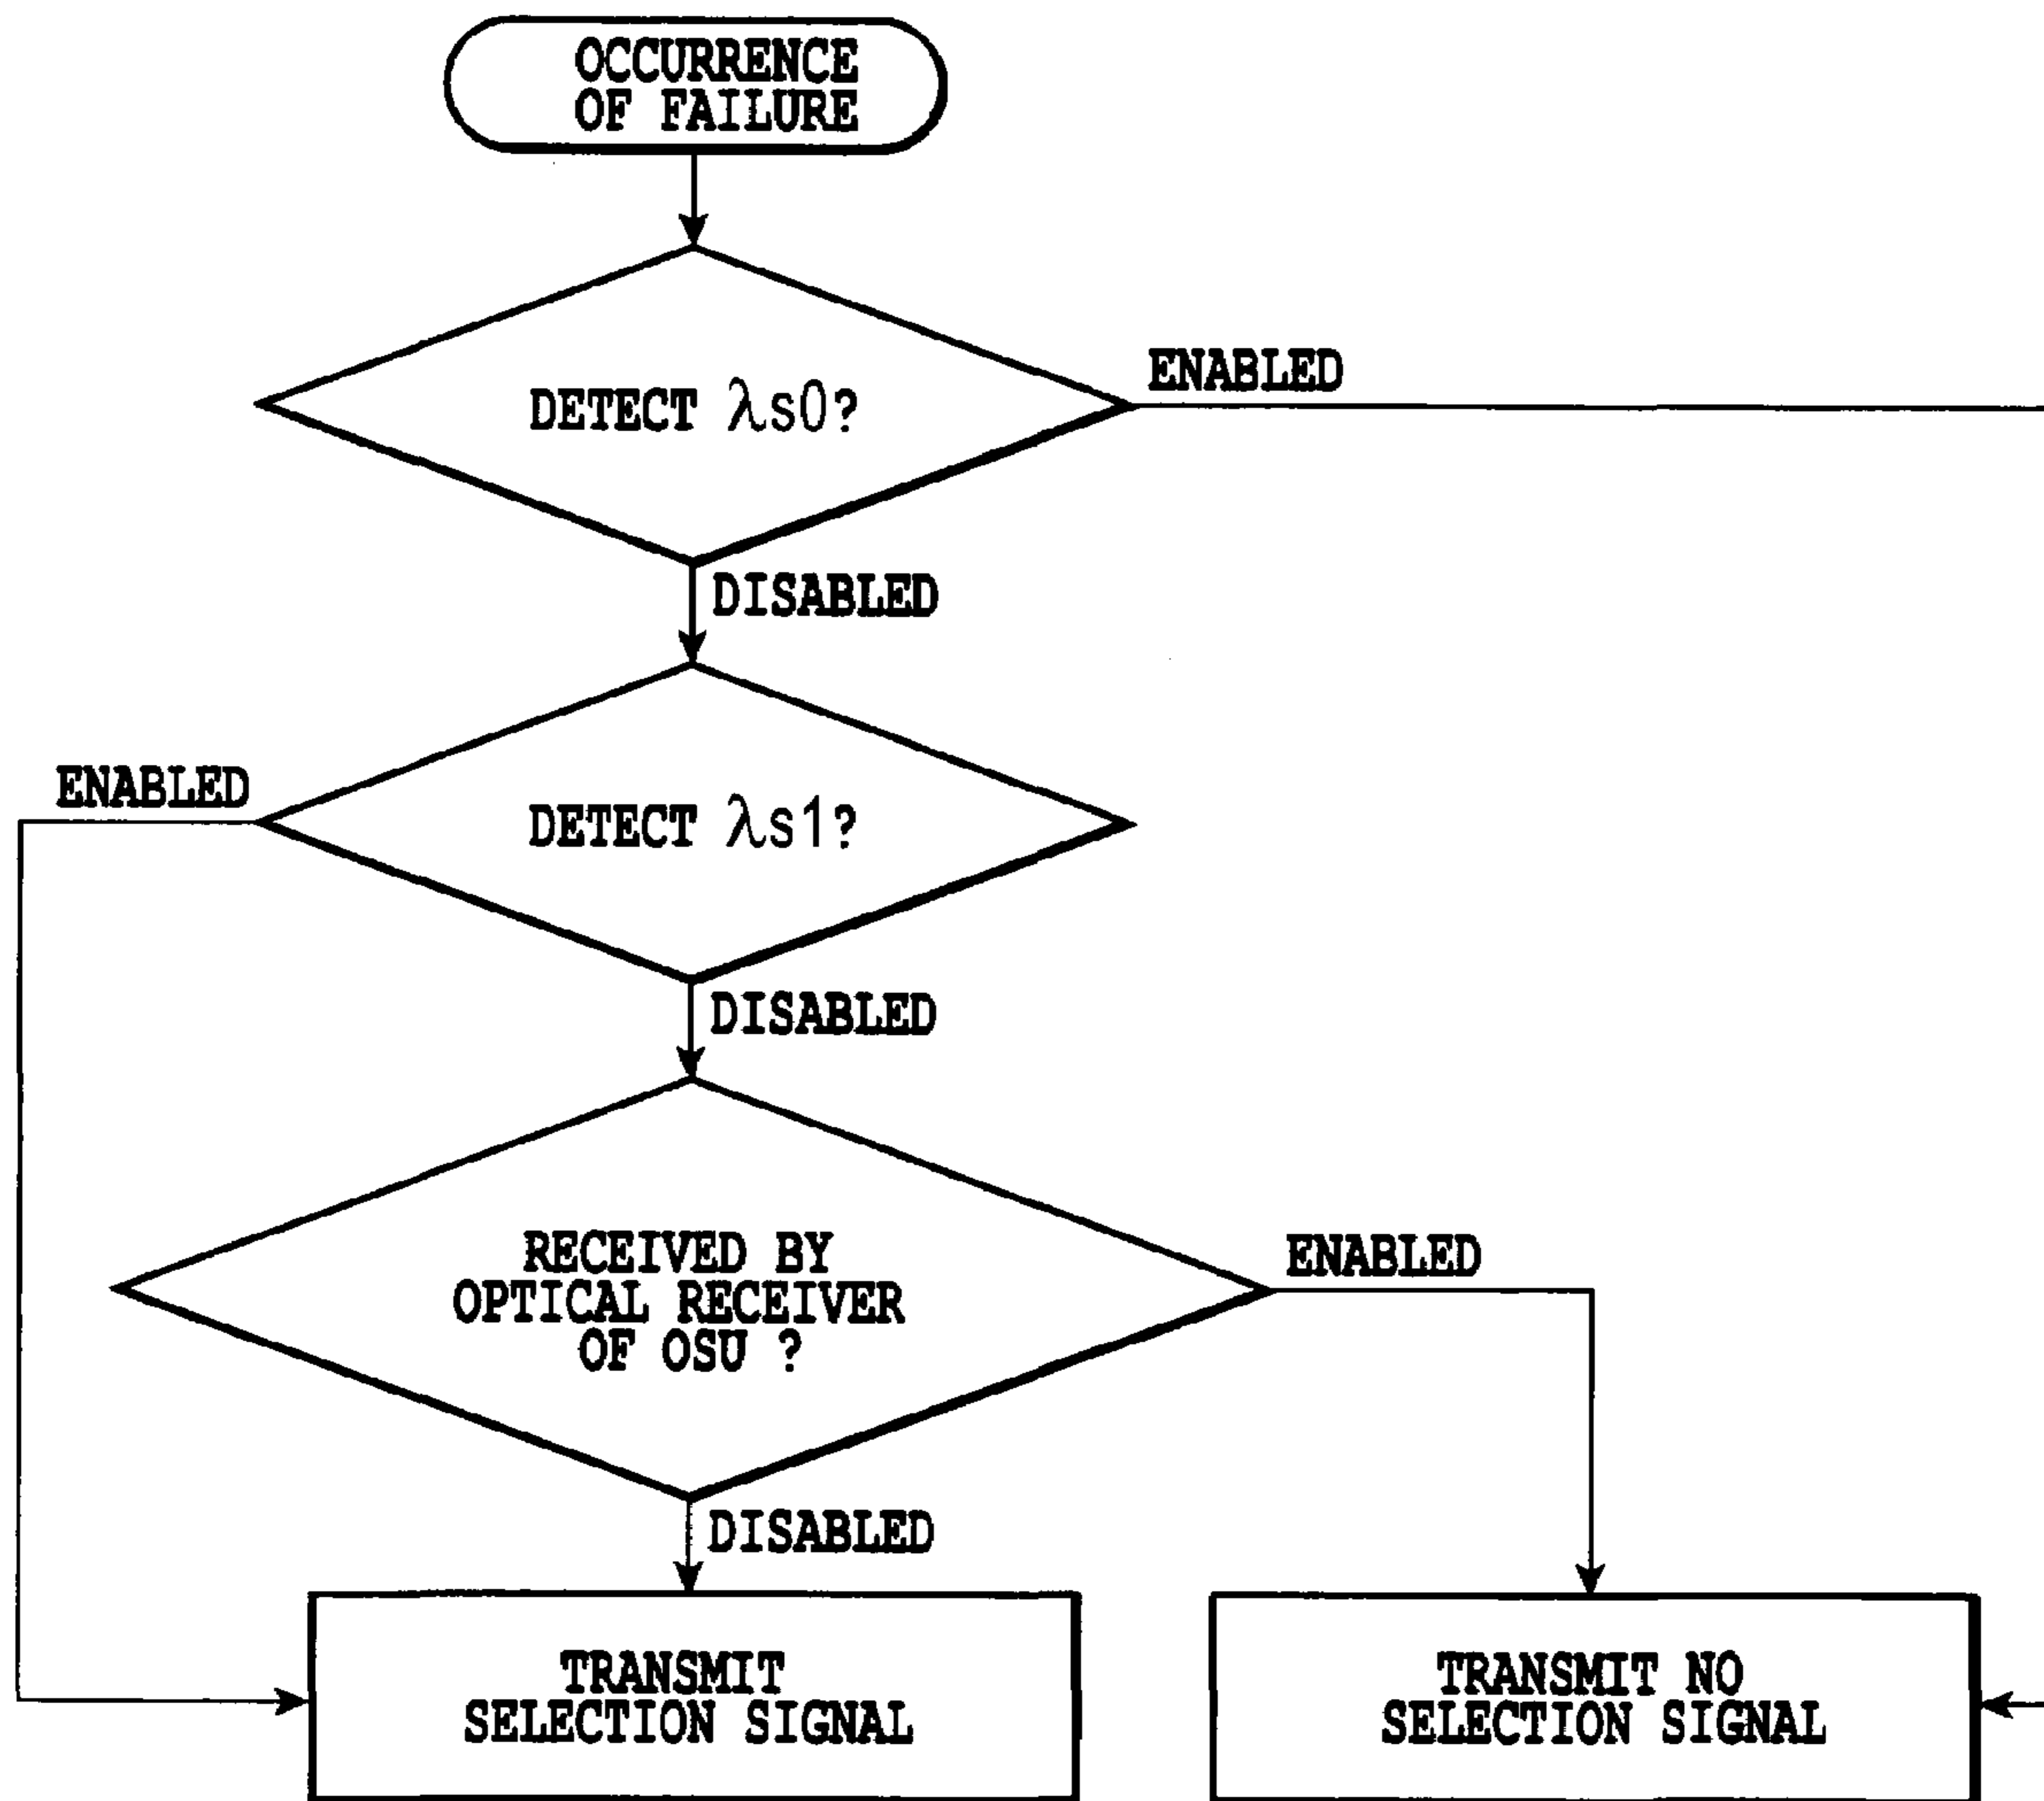 OCCURRENCE
OF FAILURE
DETECT λs0?
ENABLED
DISABLED
ENABLED
DETECT λs1?
DISABLED
RECEIVED BY
OPTICAL RECEIVER
OF OSU ?
ENABLED
DISABLED
TRANSMIT
SELECTION SIGNAL
TRANSMIT NO
SELECTION SIGNAL